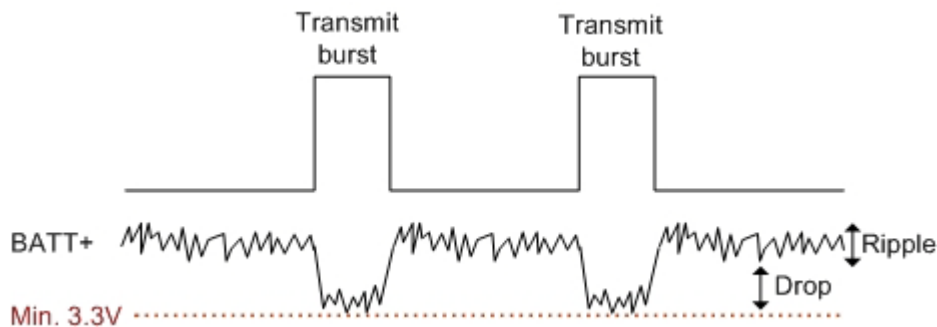 Transmit
burst
Transmit
burst
BATT+
Ripple
Drop
Min. 3.3V